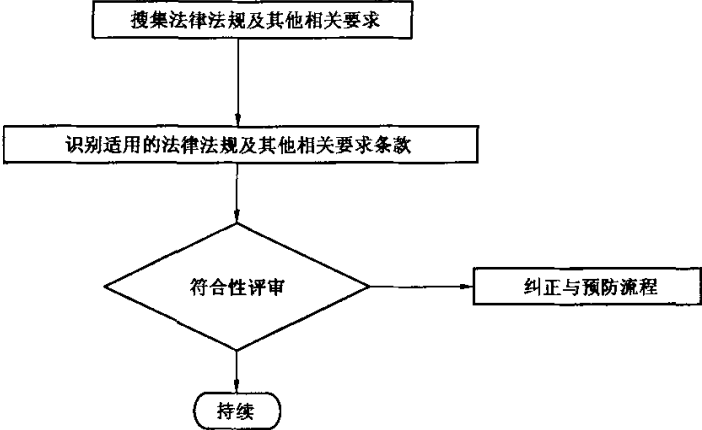 搜集法律法规及其他相关要求
识别适用的法律法规及其他相关要求条款
符合性评审
纠正与预防流程
持续